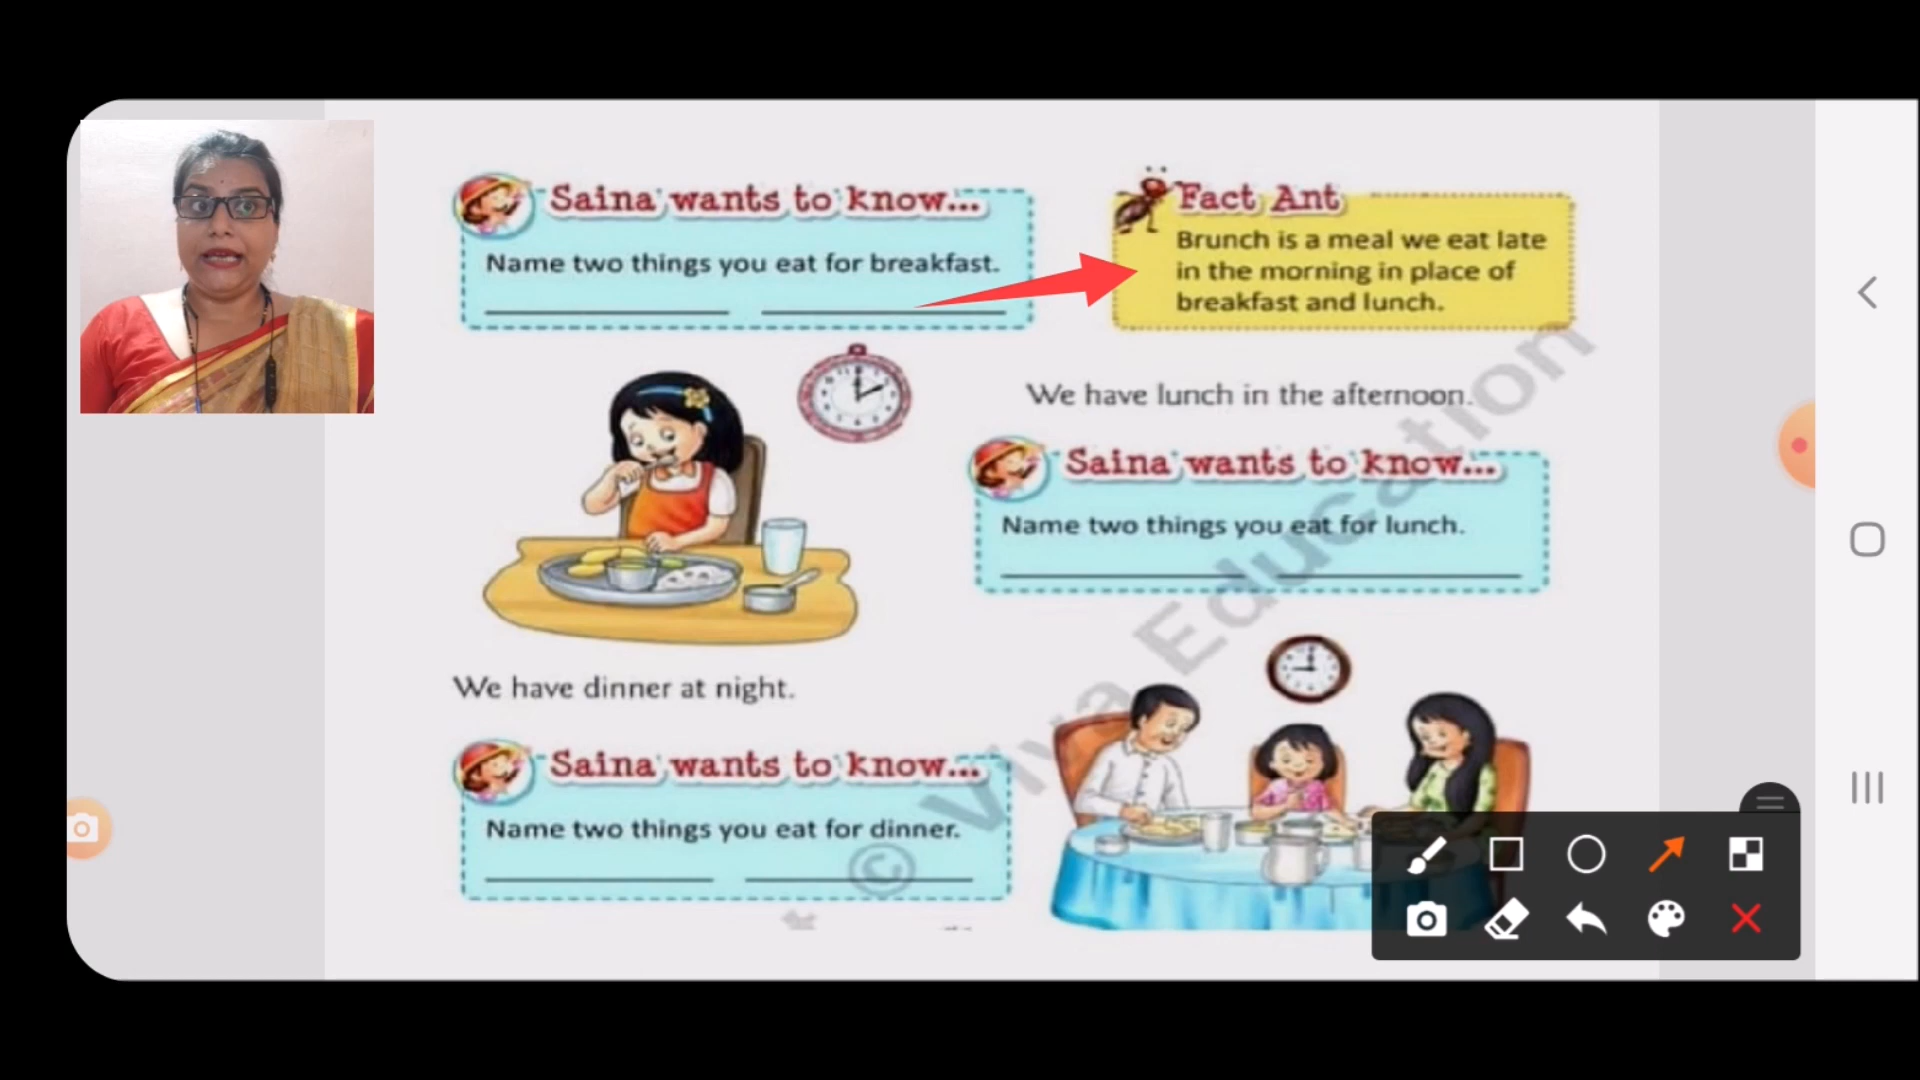 Saina wants to know...
Name two things you eat for breakfast.
Fact Ant
Brunch is a meal we eat late
in the morning in place of
breakfast and lunch.
We have lunch in the afternoon.
Saina wants to know...
Name two things you eat for lunch.
We have dinner at night.
Saina wants to know...
Name two things you eat for dinner.
© Viva Education